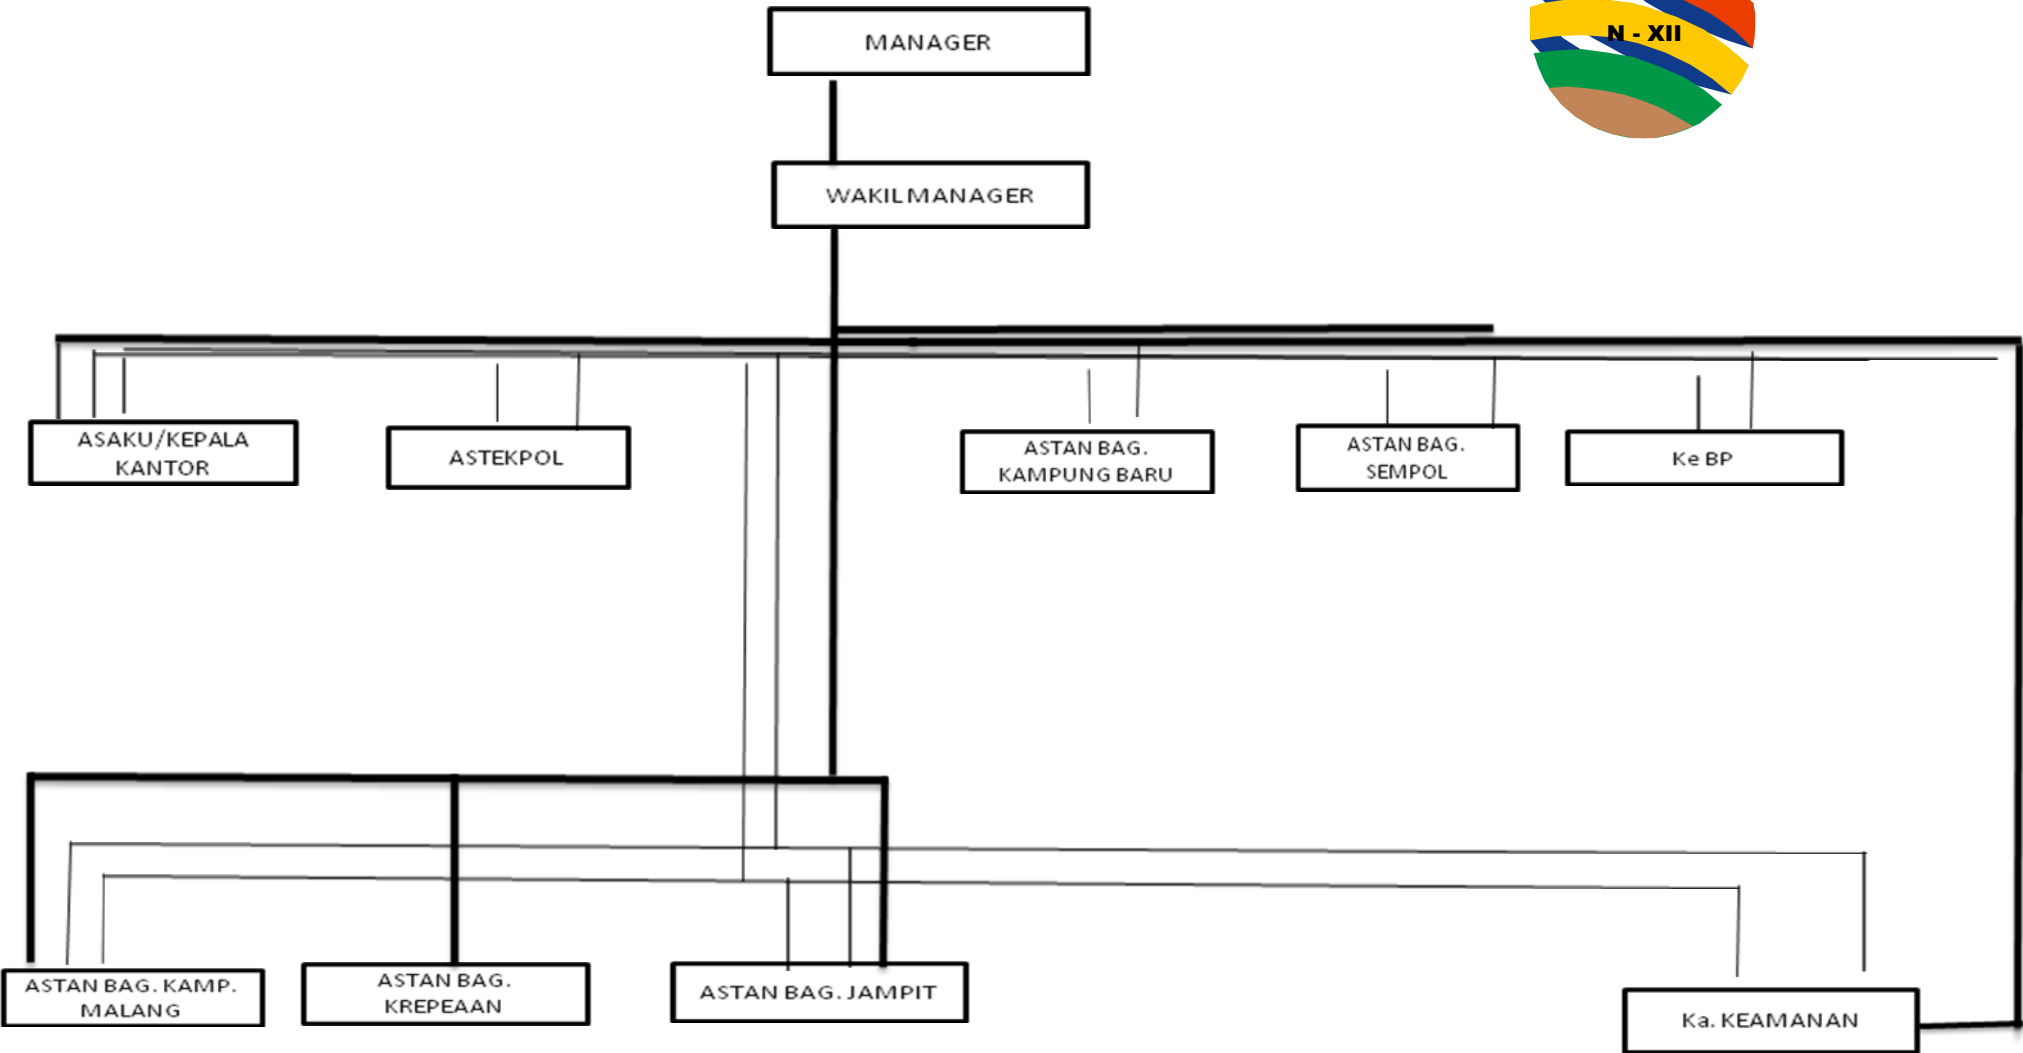 MANAGER
N - XII
WAKIL MANAGER
ASAKU/KEPALA
KANTOR
ASTEKPOL
ASTAN BAG.
KAMPUNG BARU
ASTAN BAG.
SEMPOL
Ke BP
ASTAN BAG. KAMP.
MALANG
ASTAN BAG.
KREPEAAN
ASTAN BAG. JAMPIT
Ka. KEAMANAN